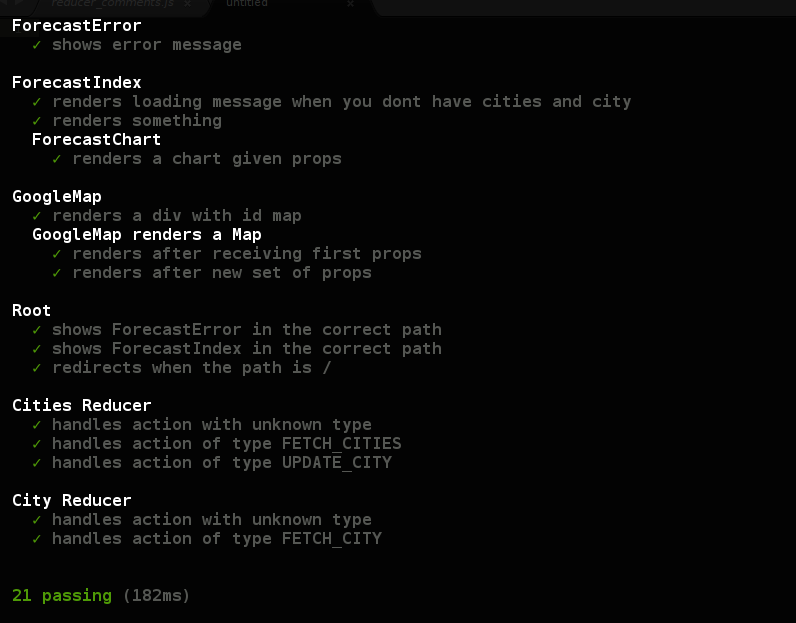 reducer_comments.js × untitled ×
ForecastError
✓ shows error message
ForecastIndex
✓ renders loading message when you dont have cities and city
✓ renders something
ForecastChart
✓ renders a chart given props
GoogleMap
✓ renders a div with id map
GoogleMap renders a Map
✓ renders after receiving first props
✓ renders after new set of props
Root
✓ shows ForecastError in the correct path
✓ shows ForecastIndex in the correct path
✓ redirects when the path is /
Cities Reducer
✓ handles action with unknown type
✓ handles action of type FETCH_CITIES
✓ handles action of type UPDATE_CITY
City Reducer
✓ handles action with unknown type
✓ handles action of type FETCH_CITY
21 passing (182ms)